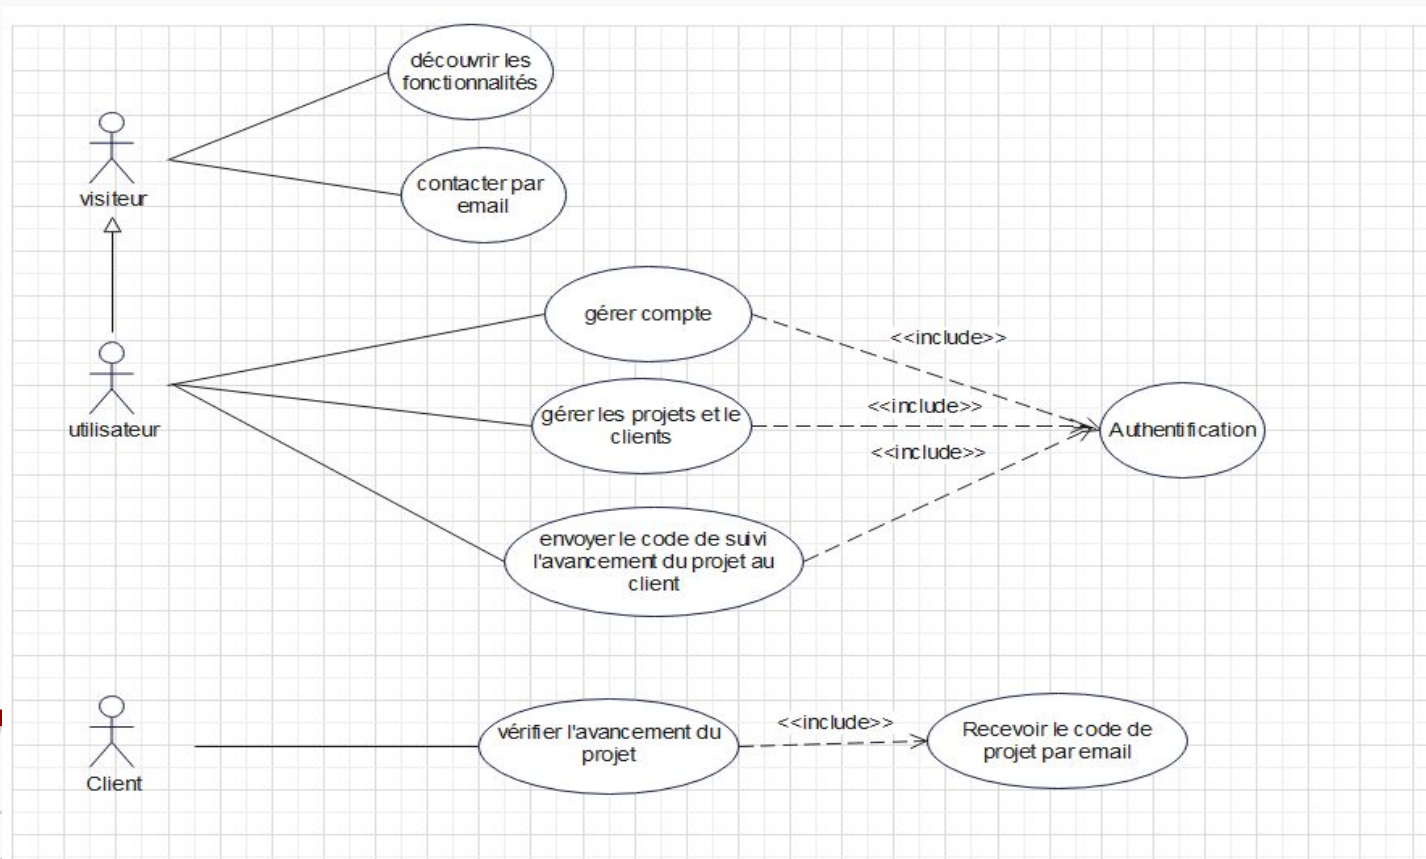 découvrir les
fonctionnalités
visiteur
contacter par
email
gérer compte
<<include>>
utilisateur
gérer les projets et le
clients
<<include>>
Authentification
<<include>>
envoyer le code de suivi
l'avancement du projet au
client
Client
vérifier l'avancement du
projet
<<include>>
Recevoir le code de
projet par email